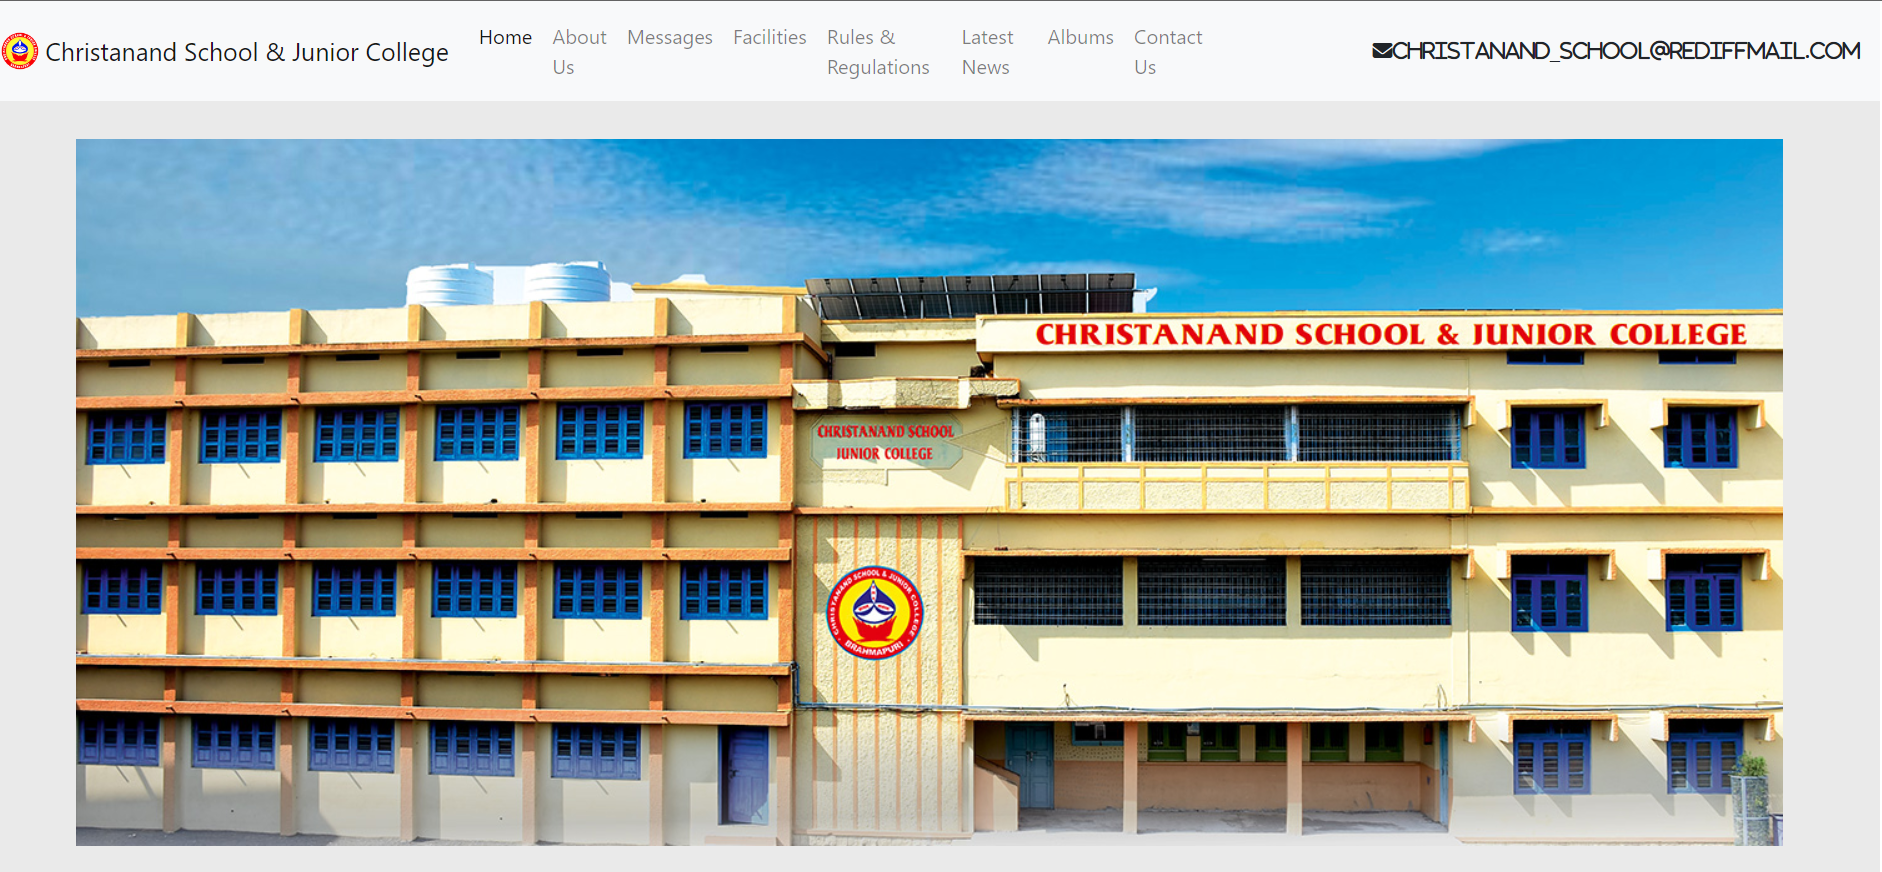 Christanand School & Junior College
Home
About Us
Messages
Facilities
Rules & Regulations
Latest News
Albums
Contact Us
CHRISTANAND_SCHOOL@REDIFFMAIL.COM
CHRISTANAND SCHOOL & JUNIOR COLLEGE
CHRISTANAND SCHOOL
JUNIOR COLLEGE
CHRISTANAND SCHOOL & JUNIOR COLLEGE
BRAHMAPURI